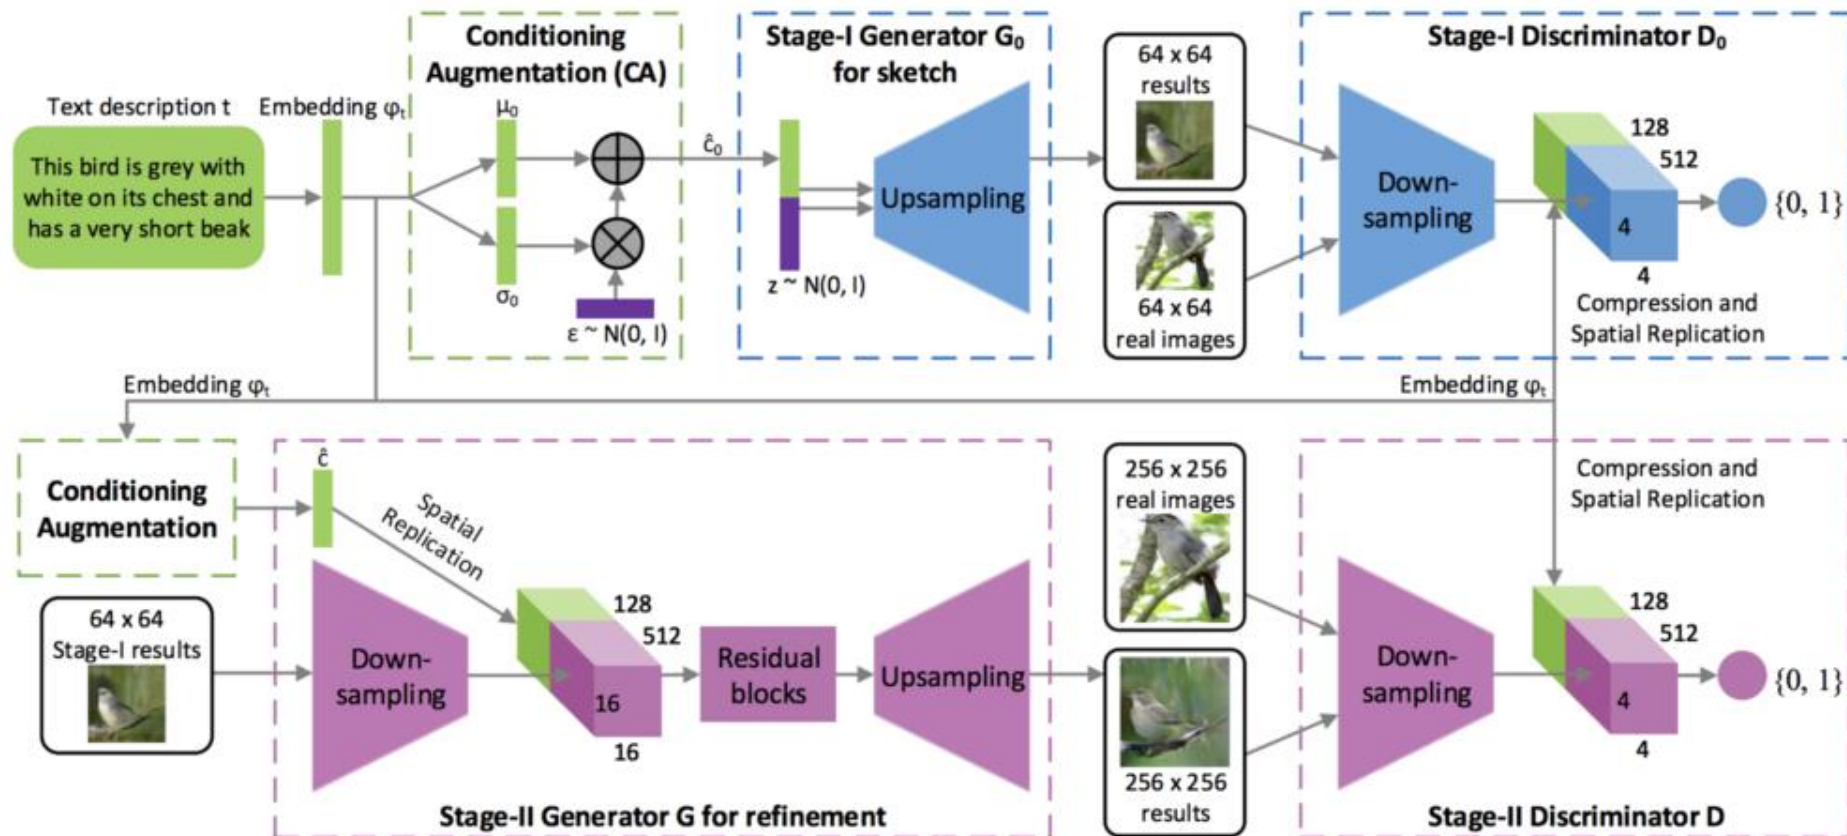 Text description t
This bird is grey with
white on its chest and
has a very short beak
Embedding φₜ
Conditioning
Augmentation (CA)
μ₀
σ₀
ε ~ N(0, I)
ĉ₀
Stage-I Generator G₀
for sketch
z ~ N(0, I)
Upsampling
64 x 64
results
64 x 64
real images
Stage-I Discriminator D₀
Down-
sampling
128
512
4
4
{0, 1}
Compression and
Spatial Replication
Embedding φₜ
Embedding φₜ
Conditioning
Augmentation
64 x 64
Stage-I results
ĉ
Spatial
Replication
Down-
sampling
128
512
16
16
Residual
blocks
Upsampling
Stage-II Generator G for refinement
256 x 256
real images
256 x 256
results
Compression and
Spatial Replication
Down-
sampling
128
512
4
4
{0, 1}
Stage-II Discriminator D